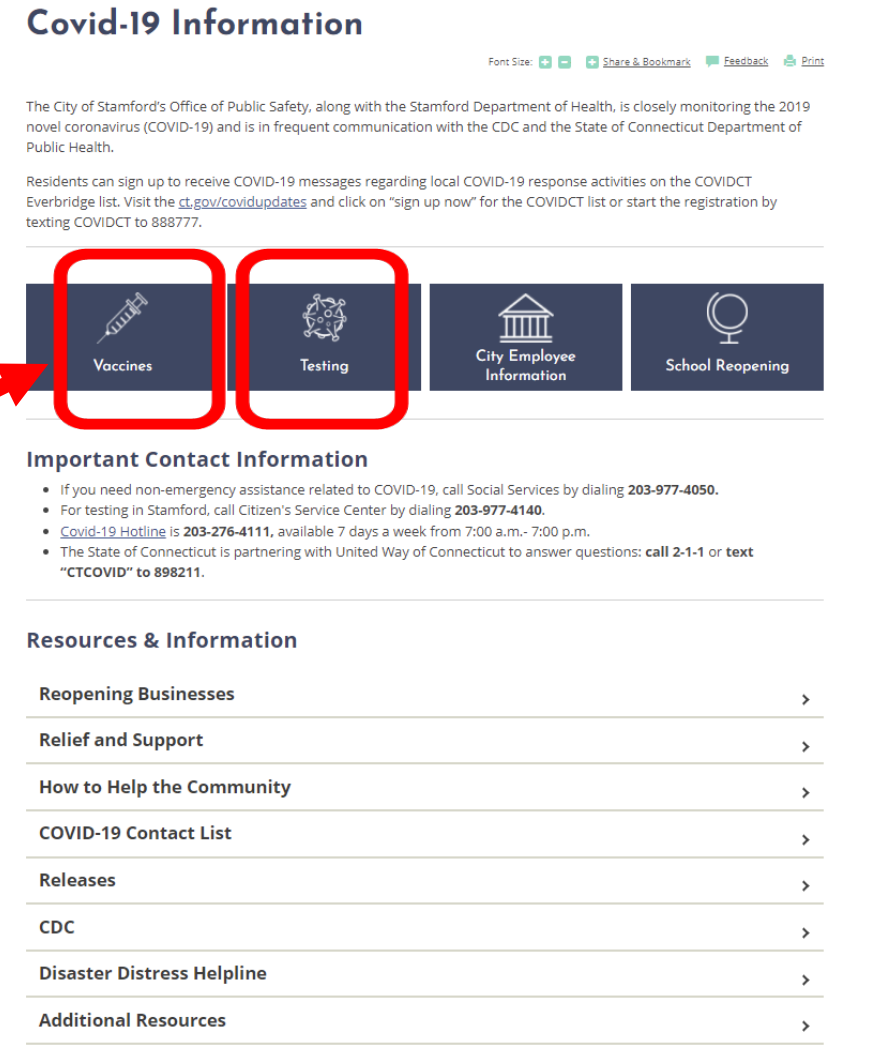 Covid-19 Information
Font Size: + - + Share & Bookmark Feedback Print
The City of Stamford's Office of Public Safety, along with the Stamford Department of Health, is closely monitoring the 2019
novel coronavirus (COVID-19) and is in frequent communication with the CDC and the State of Connecticut Department of
Public Health.
Residents can sign up to receive COVID-19 messages regarding local COVID-19 response activities on the COVIDCT
Everbridge list. Visit the ct.gov/covidupdates and click on “sign up now” for the COVIDCT list or start the registration by
texting COVIDCT to 888777.
Vaccines
Testing
City Employee
Information
School Reopening
Important Contact Information
• If you need non-emergency assistance related to COVID-19, call Social Services by dialing 203-977-4050.
• For testing in Stamford, call Citizen's Service Center by dialing 203-977-4140.
• Covid-19 Hotline is 203-276-4111, available 7 days a week from 7:00 a.m.- 7:00 p.m.
• The State of Connecticut is partnering with United Way of Connecticut to answer questions: call 2-1-1 or text
“CTCOVID” to 898211.
Resources & Information
Reopening Businesses
Relief and Support
How to Help the Community
COVID-19 Contact List
Releases
CDC
Disaster Distress Helpline
Additional Resources